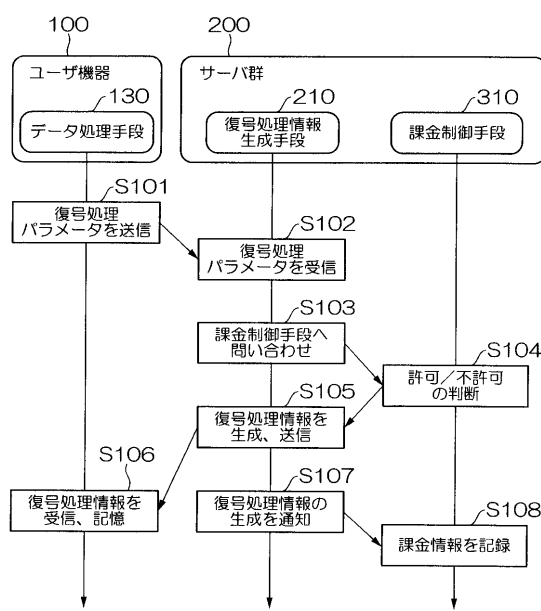 100
200
ユーザ機器
サーバ群
130
210
310
データ処理手段
復号処理情報
生成手段
課金制御手段
S101
復号処理
パラメータを送信
S102
復号処理
パラメータを受信
S103
課金制御手段へ
問い合わせ
S104
許可/不許可
の判断
S105
復号処理情報を
生成、送信
S106
復号処理情報を
受信、記憶
S107
復号処理情報の
生成を通知
S108
課金情報を記録